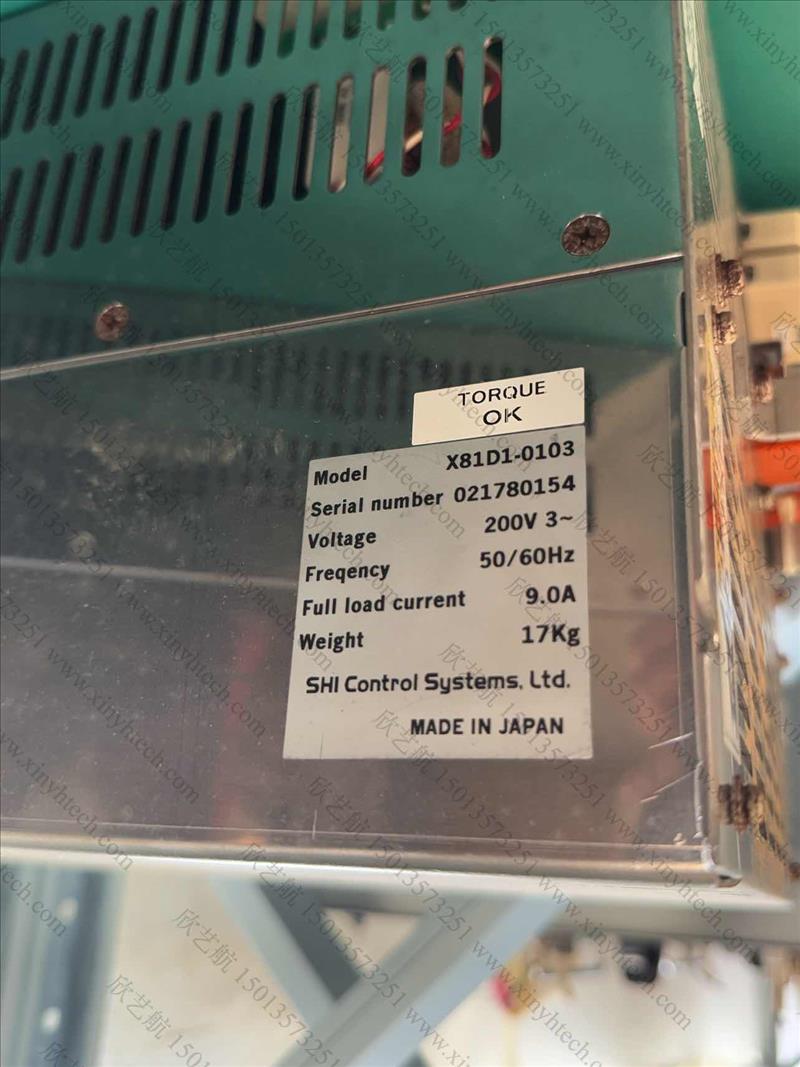 TORQUE
OK
Model X81D1-0103
Serial number 021780154
Voltage 200V 3~
Freqency 50/60Hz
Full load current 9.0A
Weight 17Kg
SHI Control Systems, Ltd.
MADE IN JAPAN
欣艺航 15013573251 www.xinyhtech.com